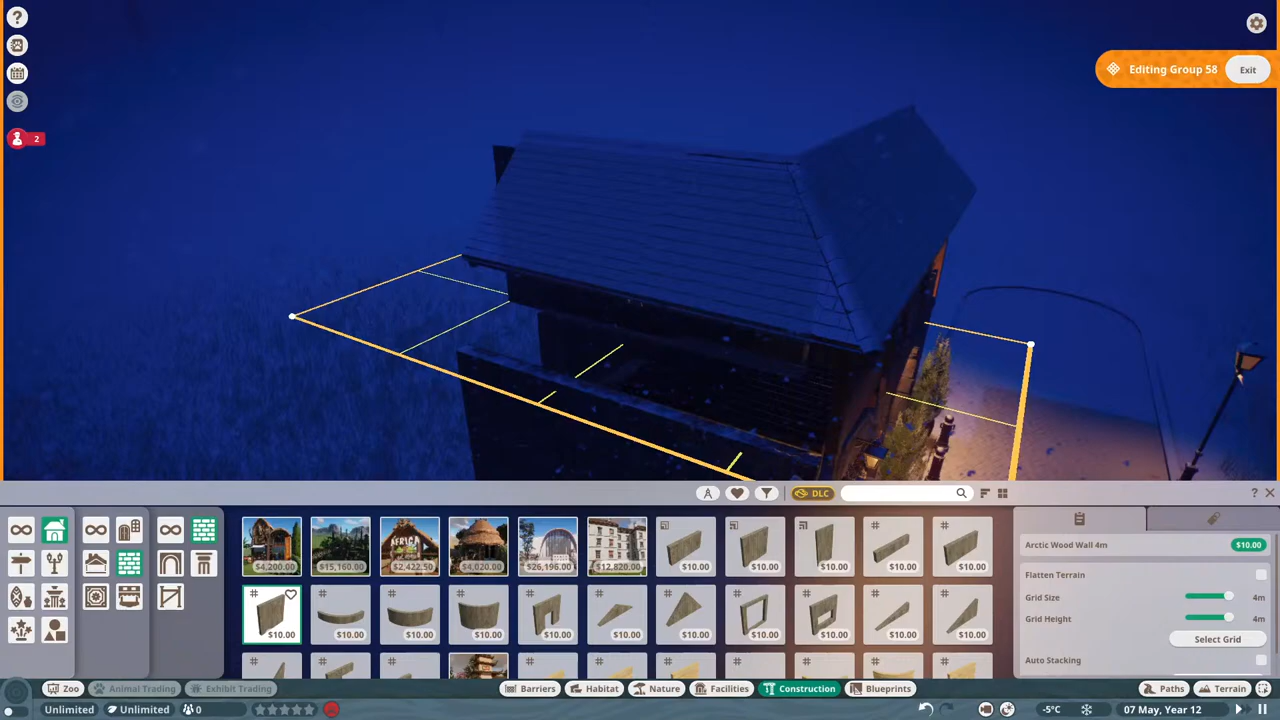 ?
Editing Group 58
Exit
2
DLC
?
$4,200.00
$15,160.00
$2,422.50
$4,020.00
$26,196.00
$12,820.00
$10.00
$10.00
$10.00
$10.00
$10.00
AFRICA
$10.00
$10.00
$10.00
$10.00
$10.00
$10.00
$10.00
$10.00
$10.00
$10.00
$10.00
Arctic Wood Wall 4m
$10.00
Flatten Terrain
Grid Size
4m
Grid Height
4m
Select Grid
Auto Stacking
Zoo
Animal Trading
Exhibit Trading
Barriers
Habitat
Nature
Facilities
Construction
Blueprints
Paths
Terrain
Unlimited
Unlimited
0
-5°C
07 May, Year 12